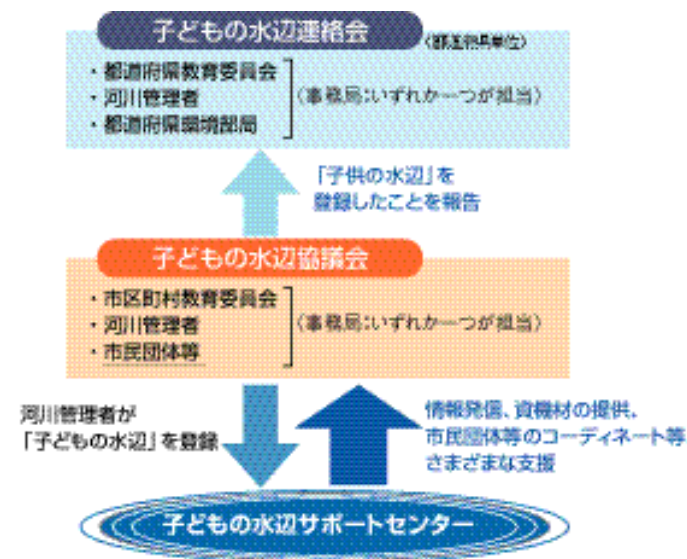 子どもの水辺連絡会
(都道府県単位)
・都道府県教育委員会
・河川管理者
・都道府県環境部局
(事務局:いずれか一つが担当)
「子供の水辺」を
登録したことを報告
子どもの水辺協議会
・市区町村教育委員会
・河川管理者
・市民団体等
(事務局:いずれか一つが担当)
河川管理者が
「子どもの水辺」を登録
情報発信、資機材の提供、
市民団体等のコーディネート等
さまざまな支援
子どもの水辺サポートセンター